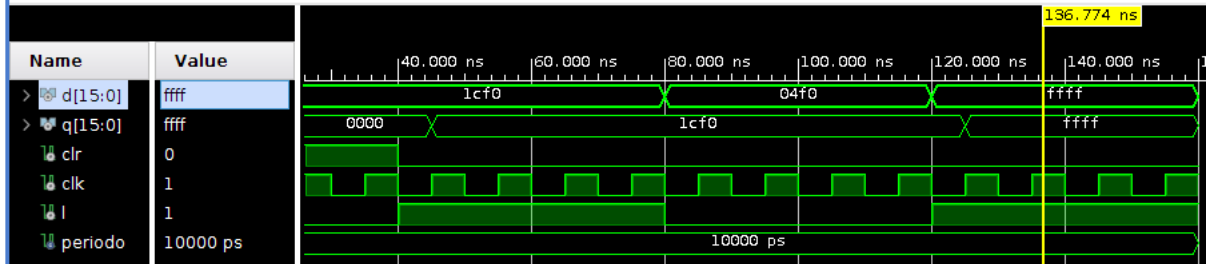 136.774 ns
Name Value
40.000 ns 60.000 ns 80.000 ns 100.000 ns 120.000 ns 140.000 ns
> d[15:0] ffff 1cf0 04f0 ffff
> q[15:0] ffff 0000 1cf0 ffff
clr 0
clk 1
l 1
periodo 10000 ps 10000 ps